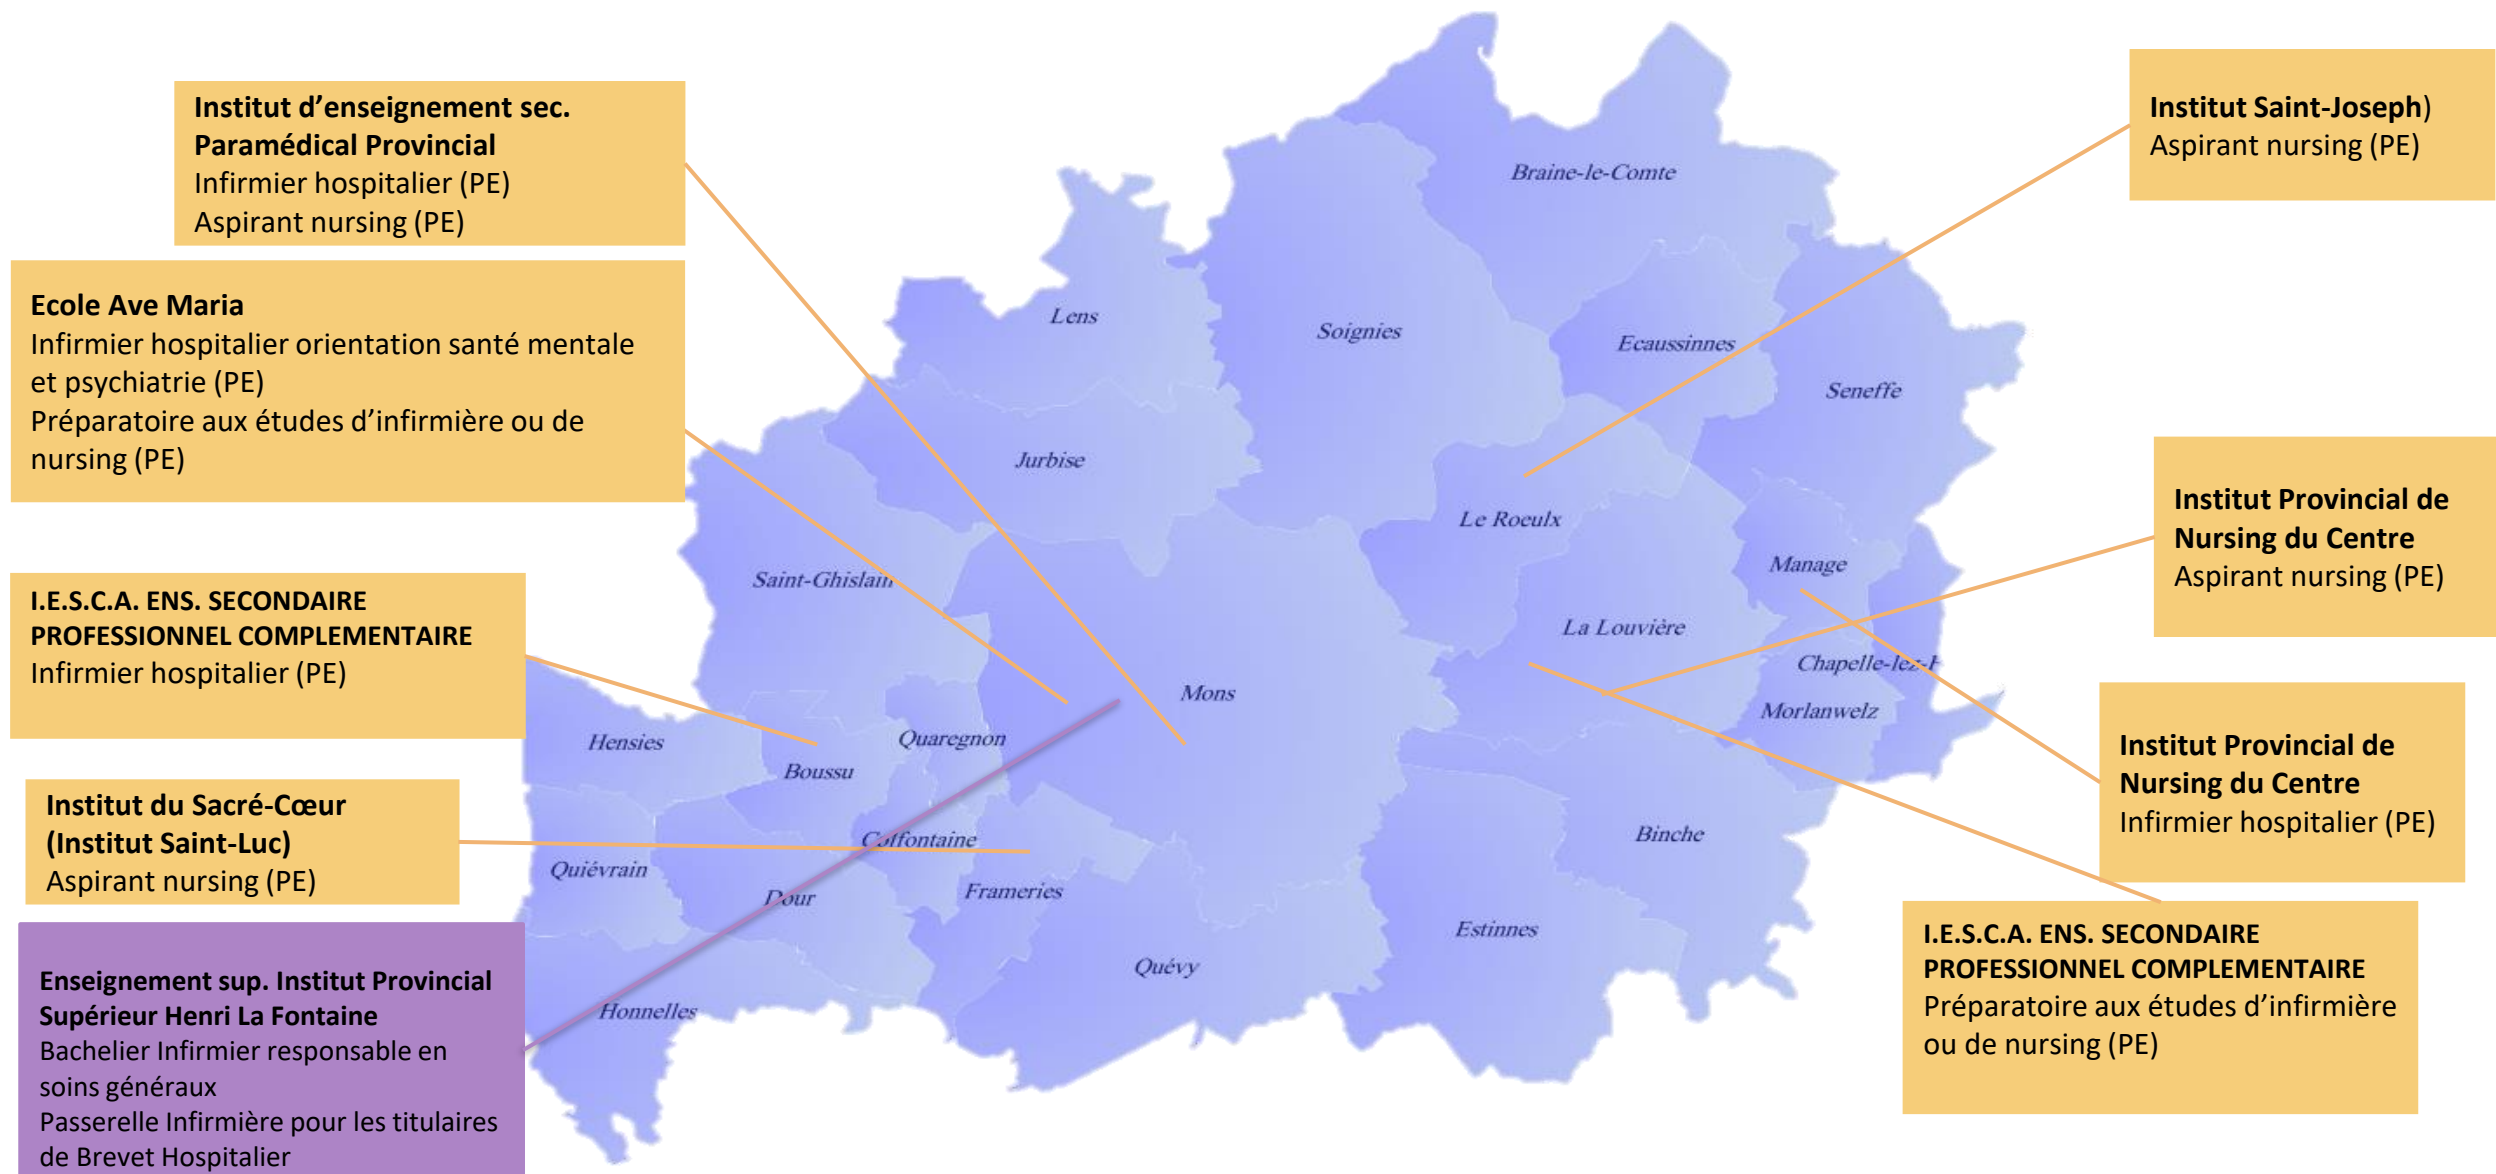 Institut d’enseignement sec.
Paramédical Provincial
Infirmier hospitalier (PE)
Aspirant nursing (PE)
Ecole Ave Maria
Infirmier hospitalier orientation santé mentale
et psychiatrie (PE)
Préparatoire aux études d’infirmière ou de
nursing (PE)
I.E.S.C.A. ENS. SECONDAIRE
PROFESSIONNEL COMPLEMENTAIRE
Infirmier hospitalier (PE)
Institut du Sacré-Cœur
(Institut Saint-Luc)
Aspirant nursing (PE)
Enseignement sup. Institut Provincial
Supérieur Henri La Fontaine
Bachelier Infirmier responsable en
soins généraux
Passerelle Infirmière pour les titulaires
de Brevet Hospitalier
Braine-le-Comte
Lens
Soignies
Ecaussinnes
Seneffe
Jurbise
Le Roeulx
Manage
Saint-Ghislain
La Louvière
Chapelle-lez-H
Mons
Morlanwelz
Hensies
Quaregnon
Boussu
Colfontaine
Binche
Quiévrain
Dour
Frameries
Estinnes
Quévy
Honnelles
Institut Saint-Joseph)
Aspirant nursing (PE)
Institut Provincial de
Nursing du Centre
Aspirant nursing (PE)
Institut Provincial de
Nursing du Centre
Infirmier hospitalier (PE)
I.E.S.C.A. ENS. SECONDAIRE
PROFESSIONNEL COMPLEMENTAIRE
Préparatoire aux études d’infirmière
ou de nursing (PE)